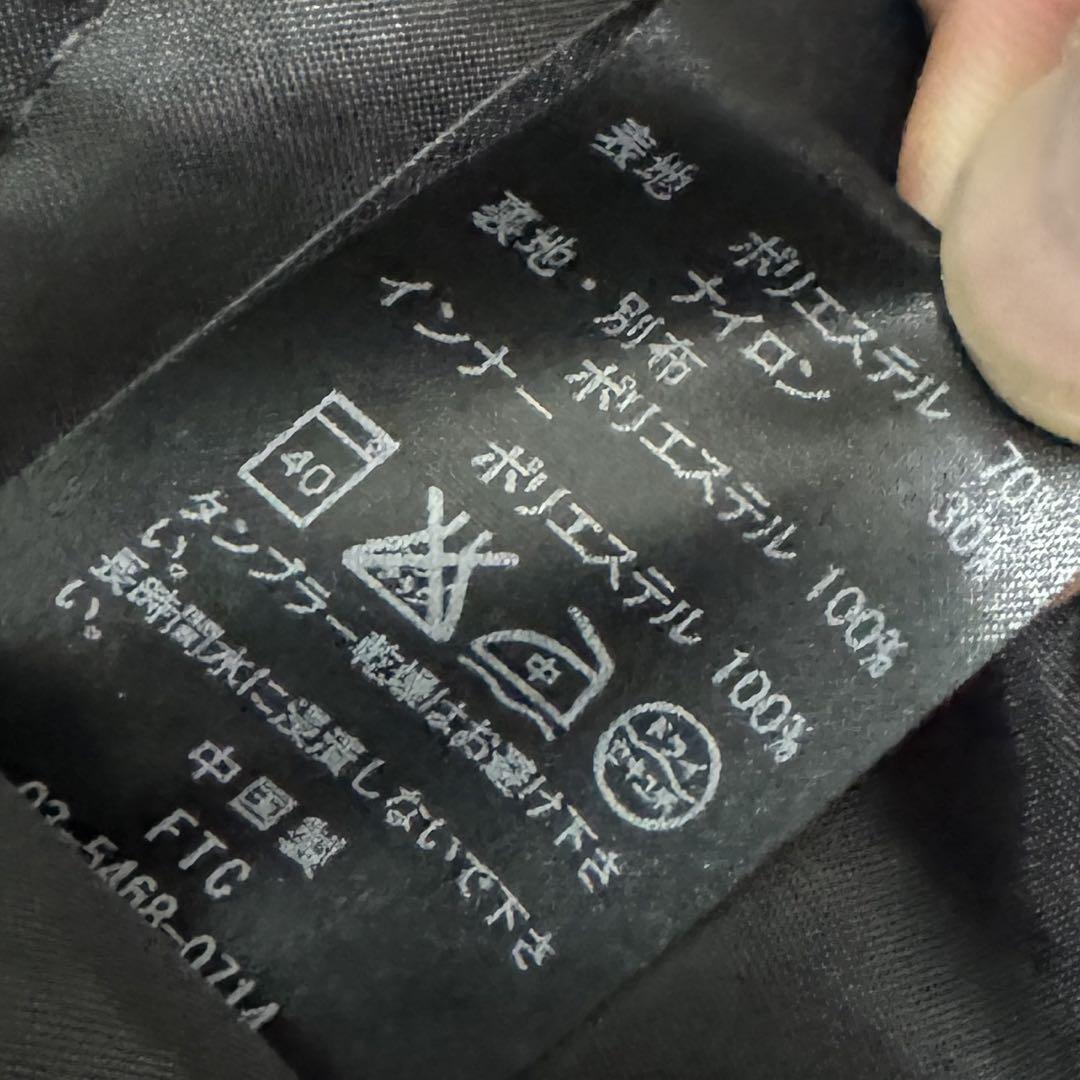 表地
ポリエステル 70%
ナイロン 30%
裏地・別布
ポリエステル 100%
インナー
ポリエステル 100%
40
中
タンブラー乾燥はお避け下さ
い。
長時間水に浸漬しないで下さ
い。
中国製
FTC
03-5468-0714